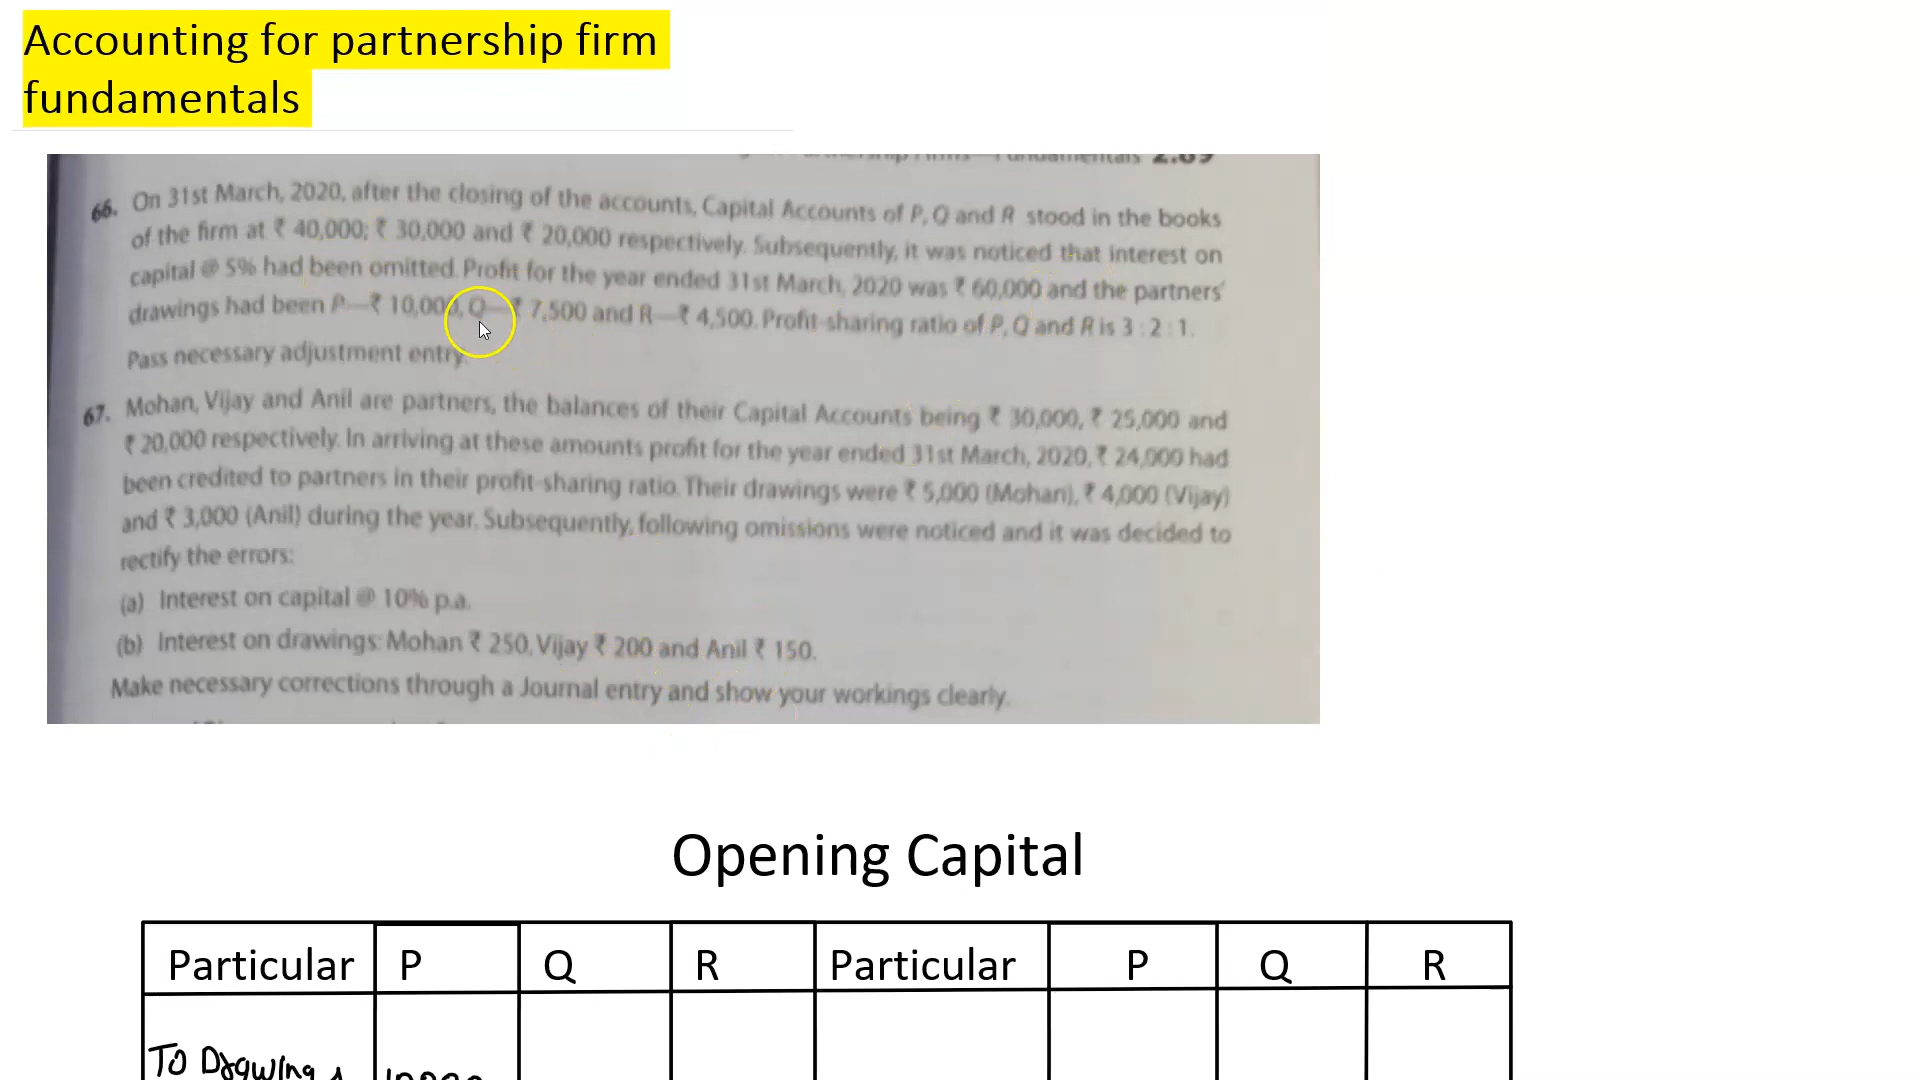 Accounting for partnership firm
fundamentals
Fundamentals 2.89
66. On 31st March, 2020, after the closing of the accounts, Capital Accounts of P, Q and R stood in the books
of the firm at ₹ 40,000; ₹ 30,000 and ₹ 20,000 respectively. Subsequently, it was noticed that interest on
capital @ 5% had been omitted. Profit for the year ended 31st March, 2020 was ₹ 60,000 and the partners'
drawings had been P—₹ 10,000, Q—₹ 7,500 and R—₹ 4,500. Profit-sharing ratio of P, Q and R is 3 : 2 : 1.
Pass necessary adjustment entry.
67. Mohan, Vijay and Anil are partners, the balances of their Capital Accounts being ₹ 30,000, ₹ 25,000 and
₹ 20,000 respectively. In arriving at these amounts profit for the year ended 31st March, 2020, ₹ 24,000 had
been credited to partners in their profit-sharing ratio. Their drawings were ₹ 5,000 (Mohan), ₹ 4,000 (Vijay)
and ₹ 3,000 (Anil) during the year. Subsequently, following omissions were noticed and it was decided to
rectify the errors:
(a) Interest on capital @ 10% p.a.
(b) Interest on drawings: Mohan ₹ 250, Vijay ₹ 200 and Anil ₹ 150.
Make necessary corrections through a Journal entry and show your workings clearly.
Opening Capital
Particular P Q R Particular P Q R
To Drawing